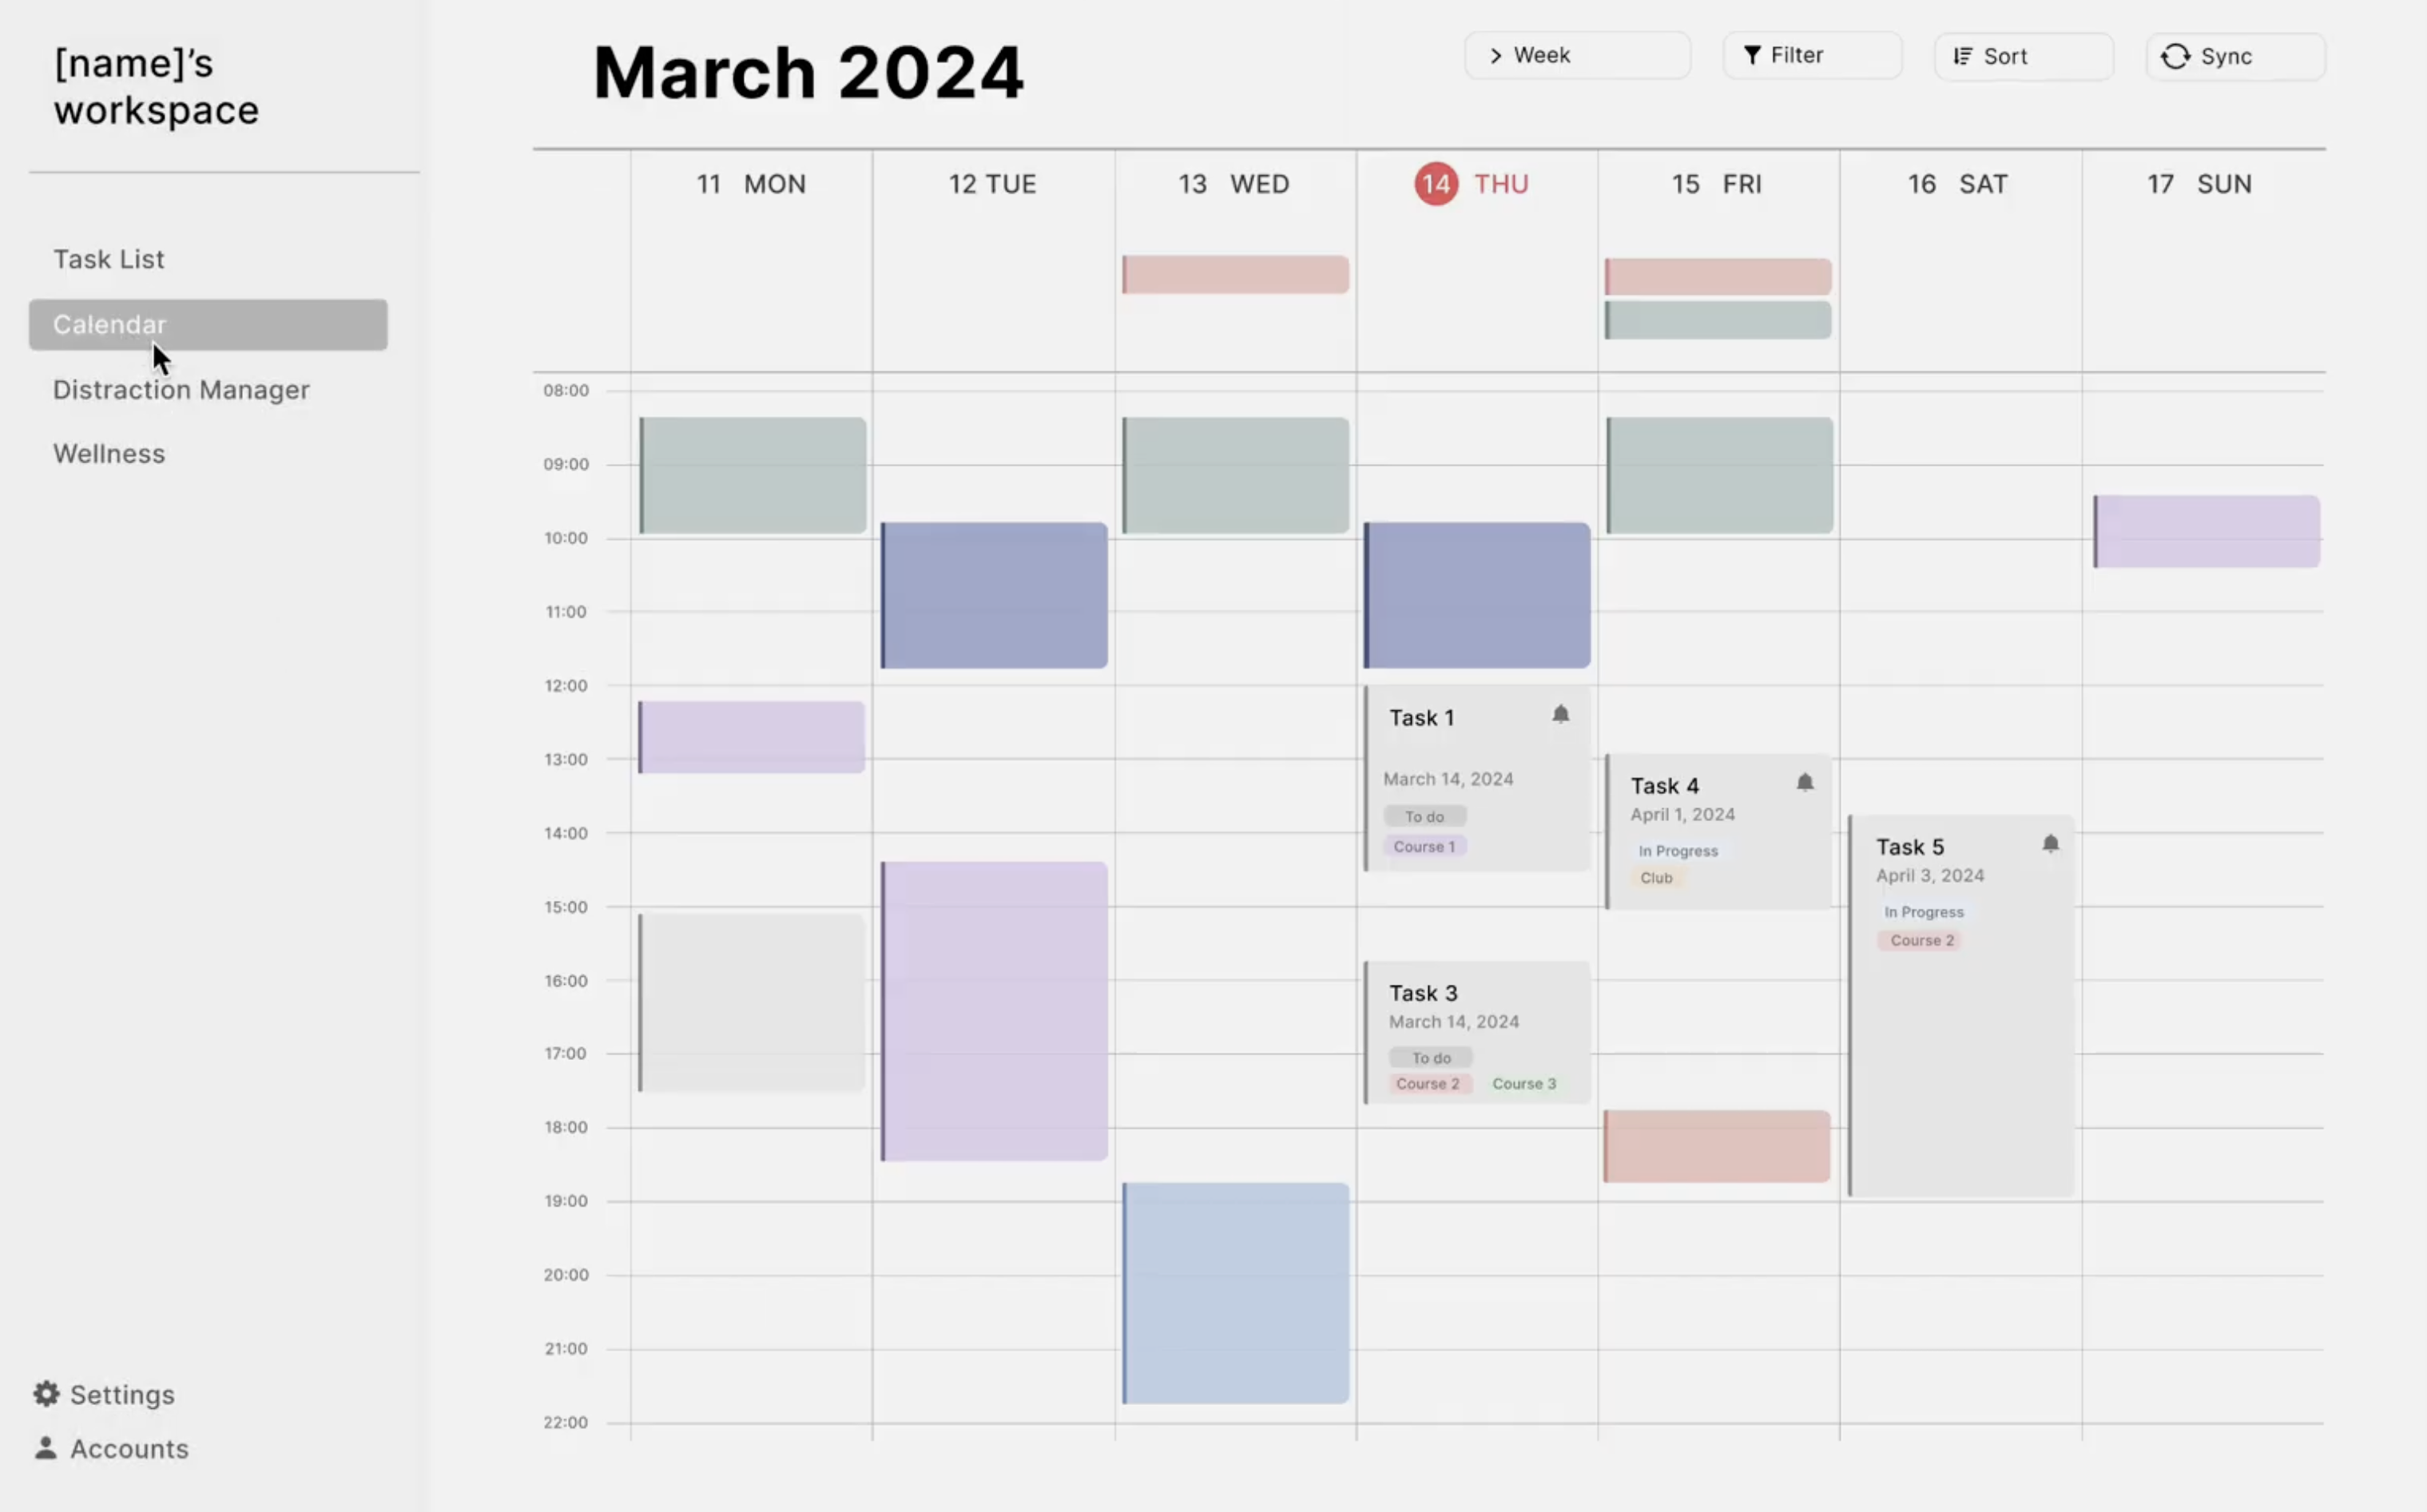 [name]’s
workspace
Task List
Calendar
Distraction Manager
Wellness
Settings
Accounts
March 2024
Week
Filter
Sort
Sync
11 MON
12 TUE
13 WED
14 THU
15 FRI
16 SAT
17 SUN
08:00
09:00
10:00
11:00
12:00
13:00
14:00
15:00
16:00
17:00
18:00
19:00
20:00
21:00
22:00
Task 1
March 14, 2024
To do
Course 1
Task 3
March 14, 2024
To do
Course 2 Course 3
Task 4
April 1, 2024
In Progress
Club
Task 5
April 3, 2024
In Progress
Course 2